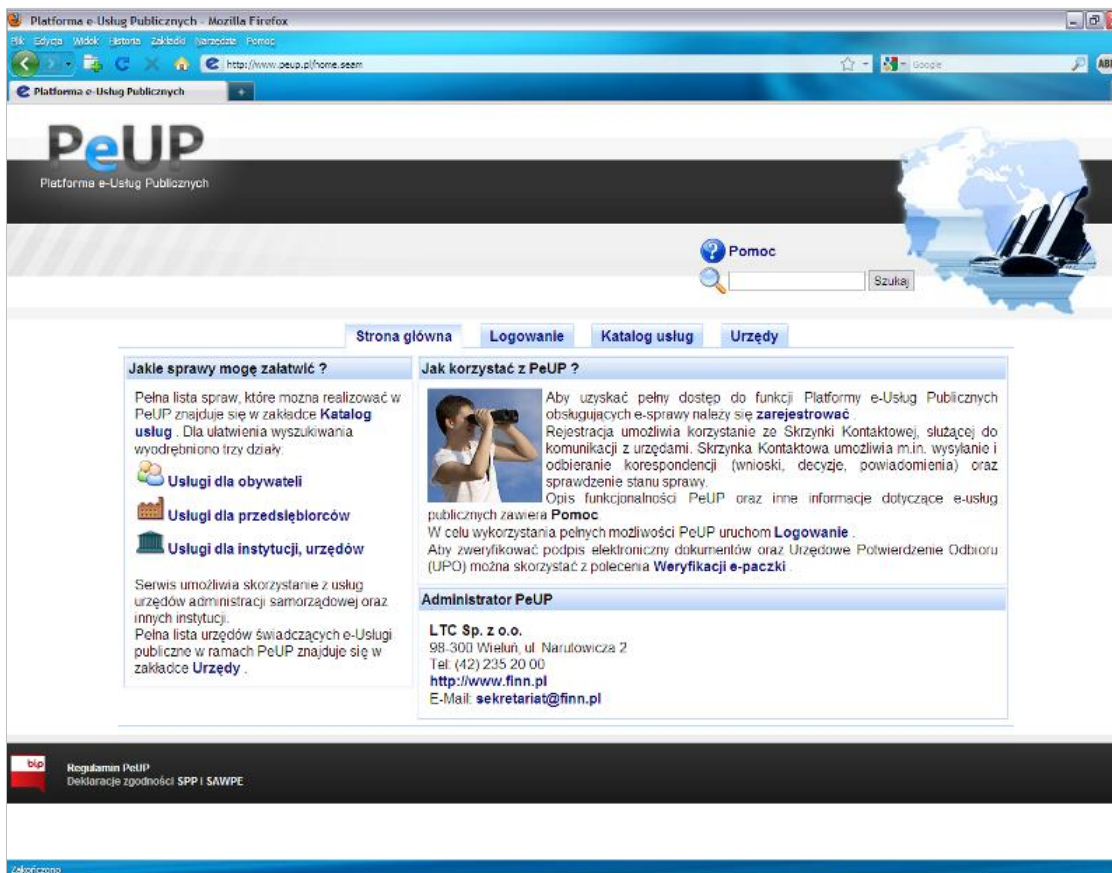 Platforma e-Usług Publicznych - Mozilla Firefox
Plik Edycja Widok Historia Zakładki Narzędzia Pomoc
http://www.peup.pl/home.seam
Google
ABP
Platforma e-Usług Publicznych
PeUP
Platforma e-Usług Publicznych
Pomoc
Szukaj
Strona główna Logowanie Katalog usług Urzędy
Jakie sprawy mogę załatwić ?
Pełna lista spraw, które można realizować w
PeUP znajduje się w zakładce Katalog
usług . Dla ułatwienia wyszukiwania
wyodrębniono trzy działy:
Usługi dla obywateli
Usługi dla przedsiębiorców
Usługi dla instytucji, urzędów
Serwis umożliwia skorzystanie z usług
urzędów administracji samorządowej oraz
innych instytucji.
Pełna lista urzędów świadczących e-Usługi
publiczne w ramach PeUP znajduje się w
zakładce Urzędy .
Jak korzystać z PeUP ?
Aby uzyskać pełny dostęp do funkcji Platformy e-Usług Publicznych
obsługujących e-sprawy należy się zarejestrować .
Rejestracja umożliwia korzystanie ze Skrzynki Kontaktowej, służącej do
komunikacji z urzędami. Skrzynka Kontaktowa umożliwia m.in. wysyłanie i
odbieranie korespondencji (wnioski, decyzje, powiadomienia) oraz
sprawdzenie stanu sprawy.
Opis funkcjonalności PeUP oraz inne informacje dotyczące e-usług
publicznych zawiera Pomoc
W celu wykorzystania pełnych możliwości PeUP uruchom Logowanie .
Aby zweryfikować podpis elektroniczny dokumentów oraz Urzędowe Potwierdzenie Odbioru
(UPO) można skorzystać z polecenia Weryfikacji e-paczki .
Administrator PeUP
LTC Sp. z o.o.
98-300 Wieluń, ul. Narutowicza 2
Tel: (42) 235 20 00
http://www.finn.pl
E-Mail: sekretariat@finn.pl
bip
Regulamin PeUP
Deklaracje zgodności SPP i SAWPE
Zakończono